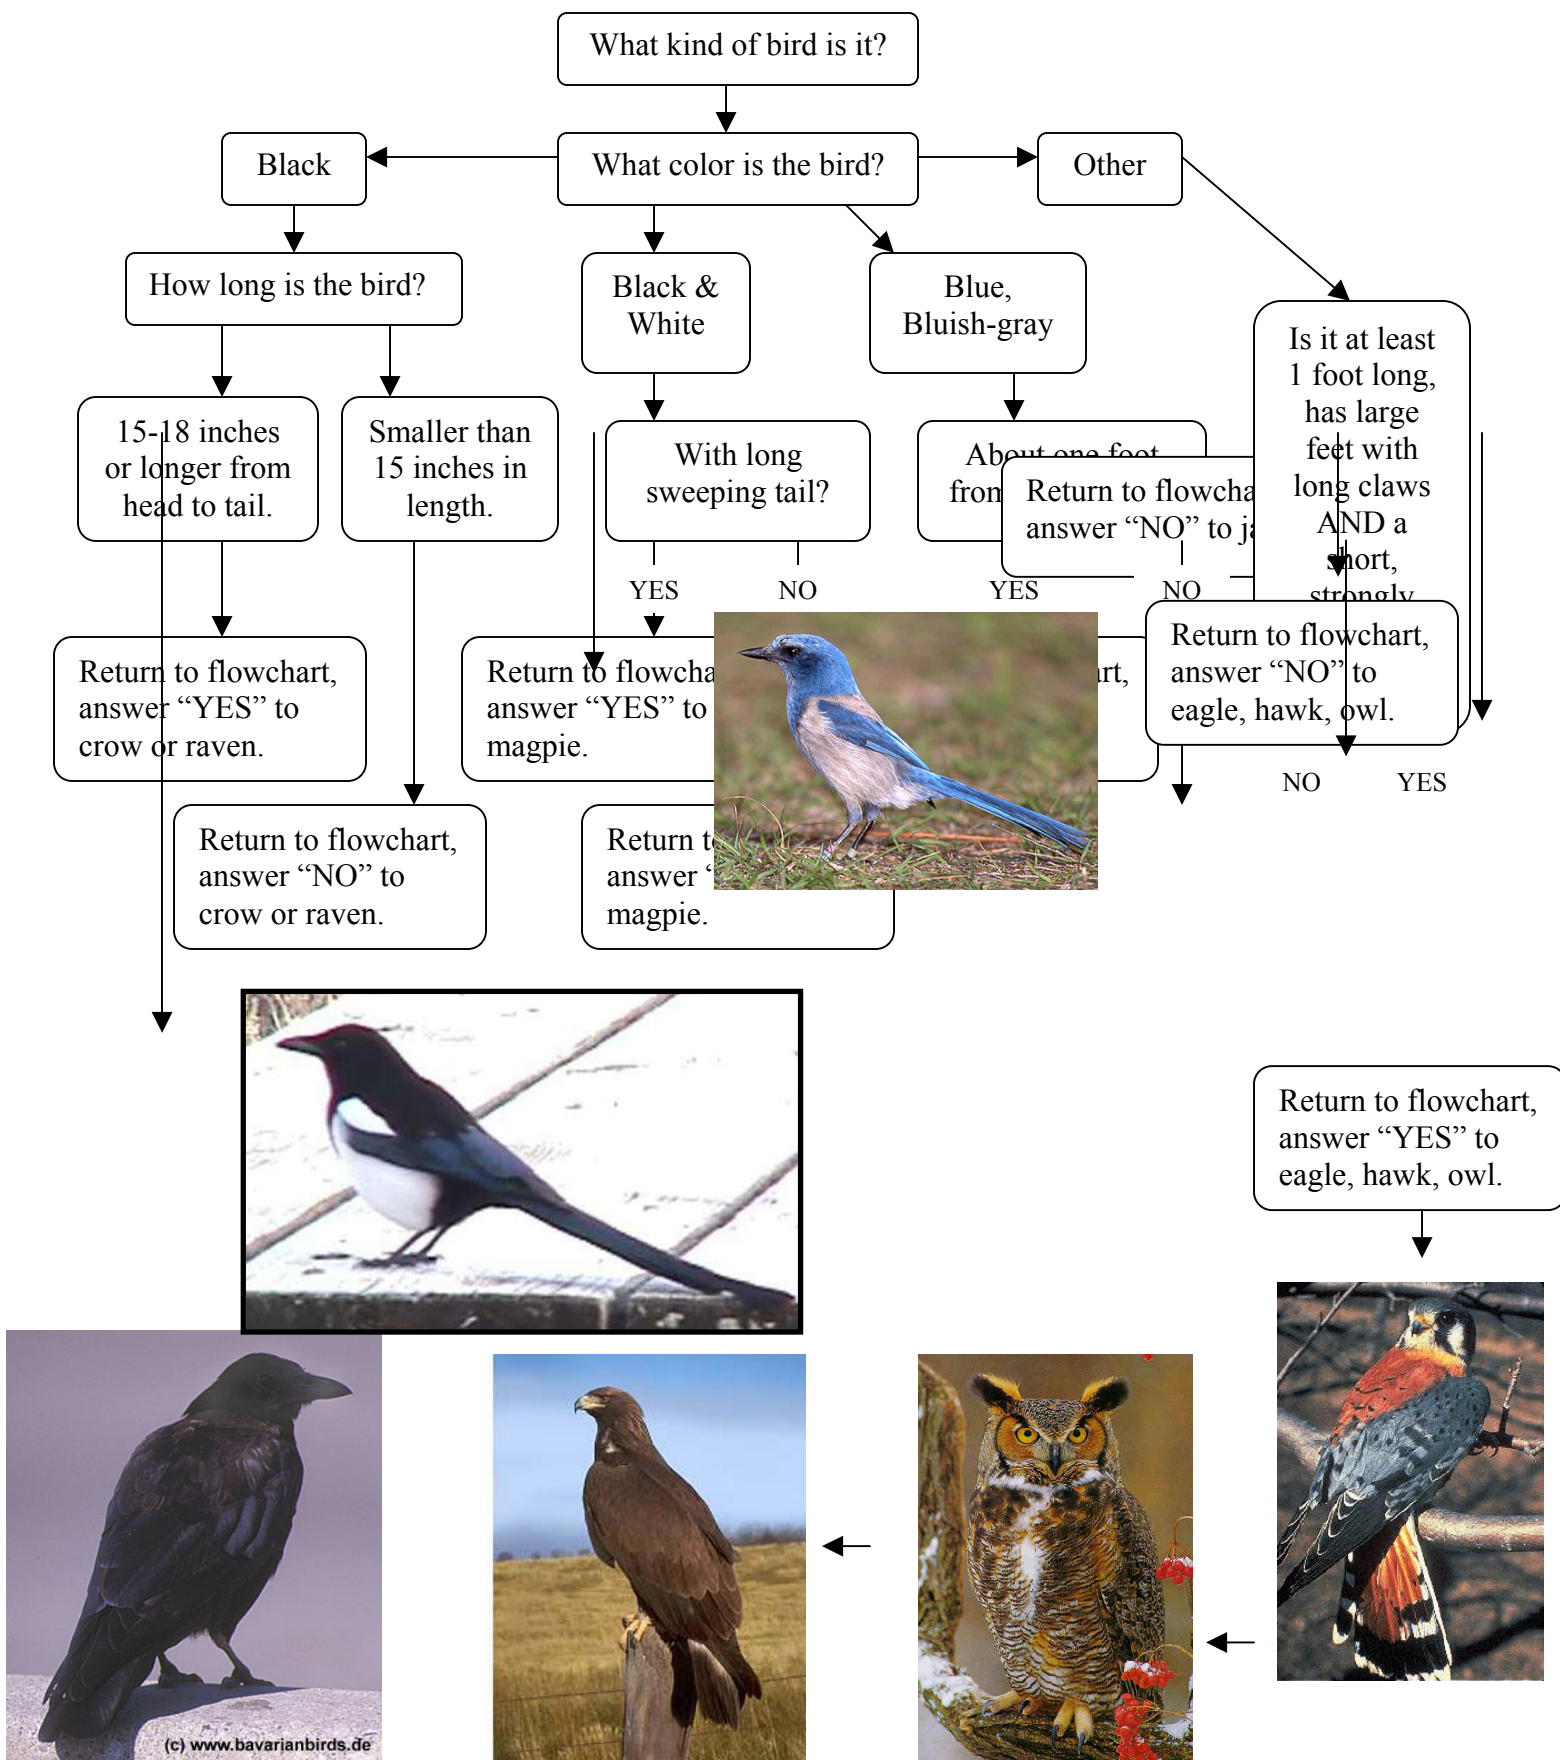 What kind of bird is it?
Black
What color is the bird?
Other
How long is the bird?
Black &
White
Blue,
Bluish-gray
15-18 inches
or longer from
head to tail.
Smaller than
15 inches in
length.
With long
sweeping tail?
About one foot
from
Is it at least
1 foot long,
has large
feet with
long claws
AND a
short,
strongly
Return to
answer "NO" to
YES
NO
YES
NO
Return to flowchart,
answer "YES" to
crow or raven.
Return to
answer "YES" to
magpie.
Return to flowchart,
answer "NO" to
eagle, hawk, owl.
NO
YES
Return to flowchart,
answer "NO" to
crow or raven.
Return
answer
magpie.
Return to flowchart,
answer "YES" to
eagle, hawk, owl.
(c) www.bavarianbirds.de